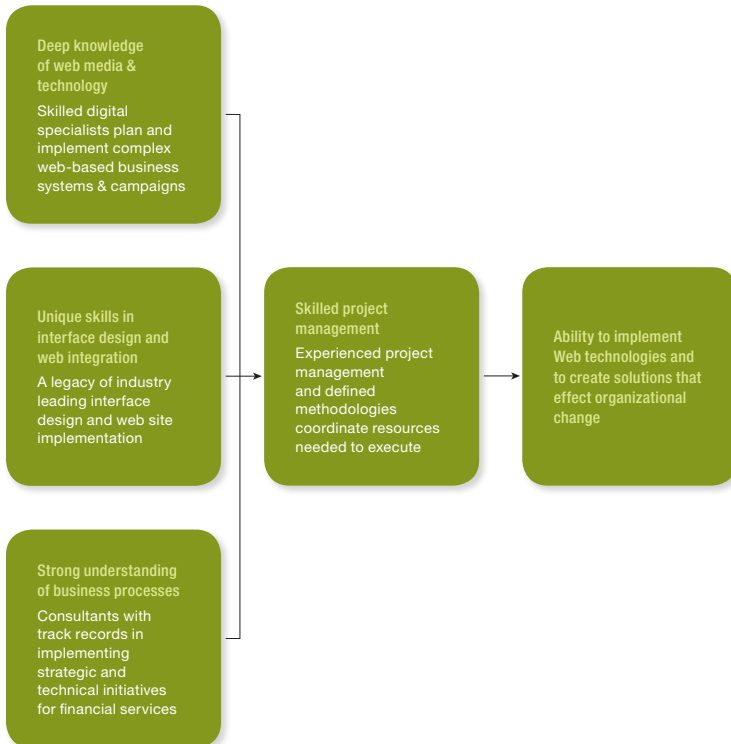 Deep knowledge
of web media &
technology
Skilled digital
specialists plan and
implement complex
web-based business
systems & campaigns
Unique skills in
interface design and
web integration
A legacy of industry
leading interface
design and web site
implementation
Strong understanding
of business processes
Consultants with
track records in
implementing
strategic and
technical initiatives
for financial services
Skilled project
management
Experienced project
management
and defined
methodologies
coordinate resources
needed to execute
Ability to implement
Web technologies and
to create solutions that
effect organizational
change